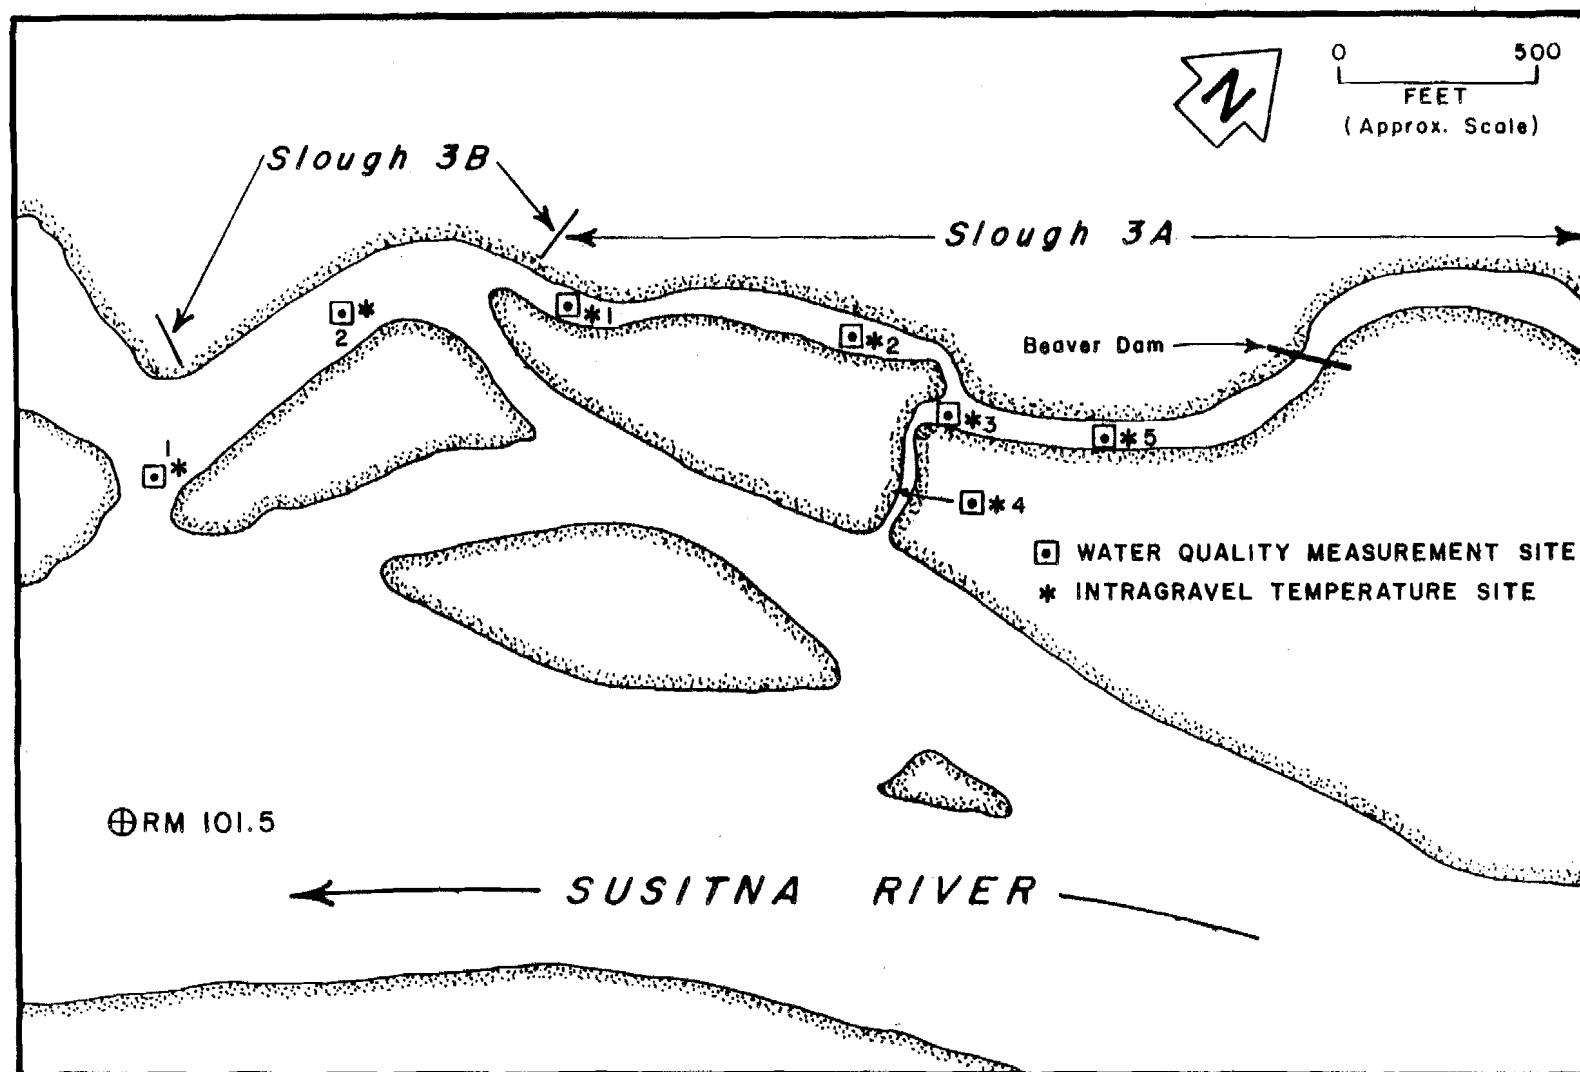 N
0 500
FEET
(Approx. Scale)
Slough 3B
Slough 3A
*1
2
*
*2
Beaver Dam
*3
*5
1
*
*4
WATER QUALITY MEASUREMENT SITE
* INTRAGRAVEL TEMPERATURE SITE
RM 101.5
SUSITNA RIVER